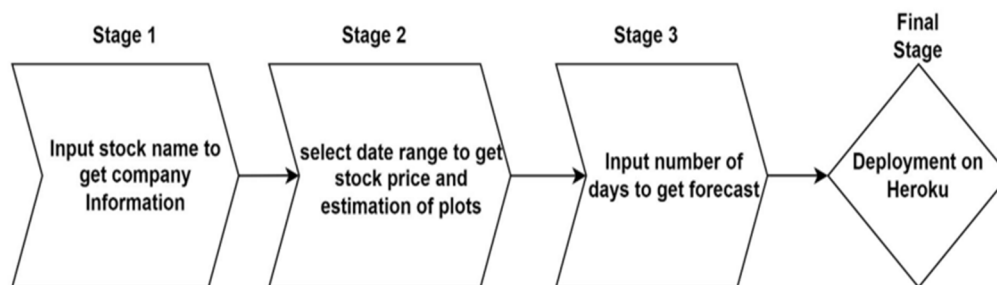 Stage 1
Input stock name to
get company
Information
Stage 2
select date range to get
stock price and
estimation of plots
Stage 3
Input number of
days to get forecast
Final
Stage
Deployment on
Heroku